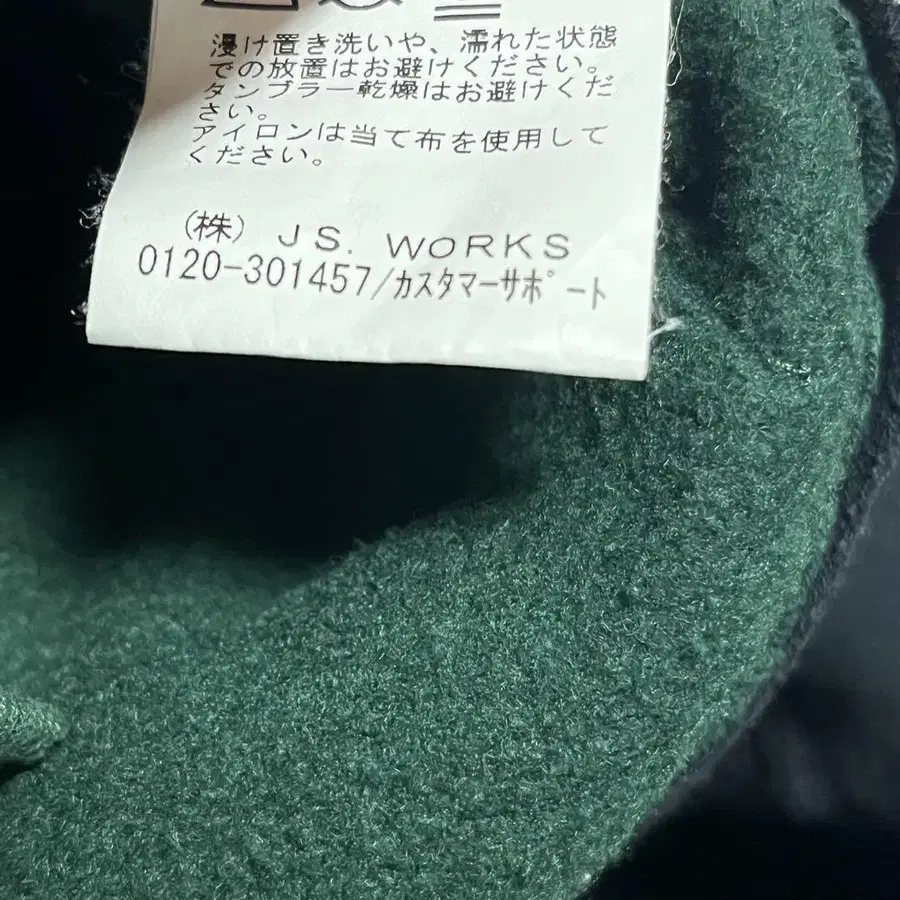 浸け置き洗いや、濡れた状態
での放置はお避けください。
タンブラー乾燥はお避けくだ
さい。
アイロンは当て布を使用して
ください。
(株) JS. WORKS
0120-301457/カスタマーサポート